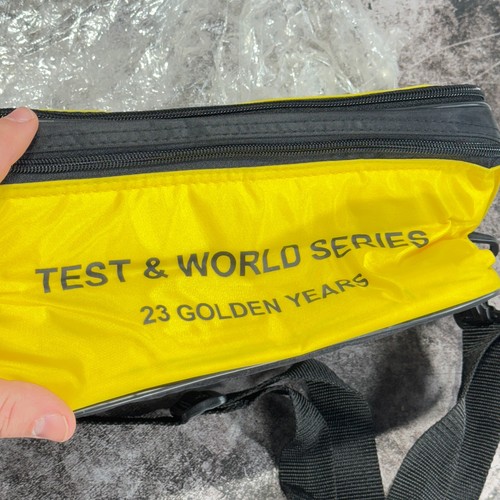 TEST & WORLD SERIES
23 GOLDEN YEARS